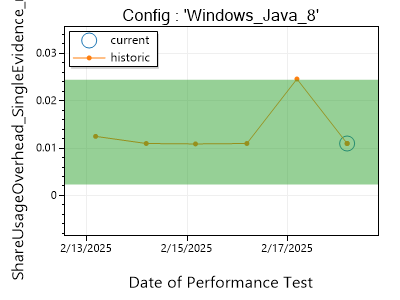 Config : 'Windows_Java_8'
current
historic
ShareUsageOverhead_SingleEvidence_
0.03
0.02
0.01
0
2/13/2025
2/15/2025
2/17/2025
Date of Performance Test